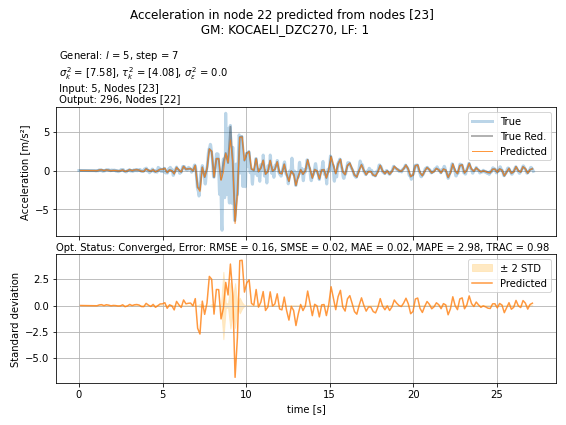 Acceleration in node 22 predicted from nodes [23]
GM: KOCAELI_DZC270, LF: 1
General: l = 5, step = 7
σ²ₖ = [7.58], τ²ₖ = [4.08], σ²ε = 0.0
Input: 5, Nodes [23]
Output: 296, Nodes [22]
Acceleration [m/s²]
5
0
−5
True
True Red.
Predicted
Opt. Status: Converged, Error: RMSE = 0.16, SMSE = 0.02, MAE = 0.02, MAPE = 2.98, TRAC = 0.98
Standard deviation
2.5
0.0
−2.5
−5.0
± 2 STD
Predicted
0 5 10 15 20 25
time [s]